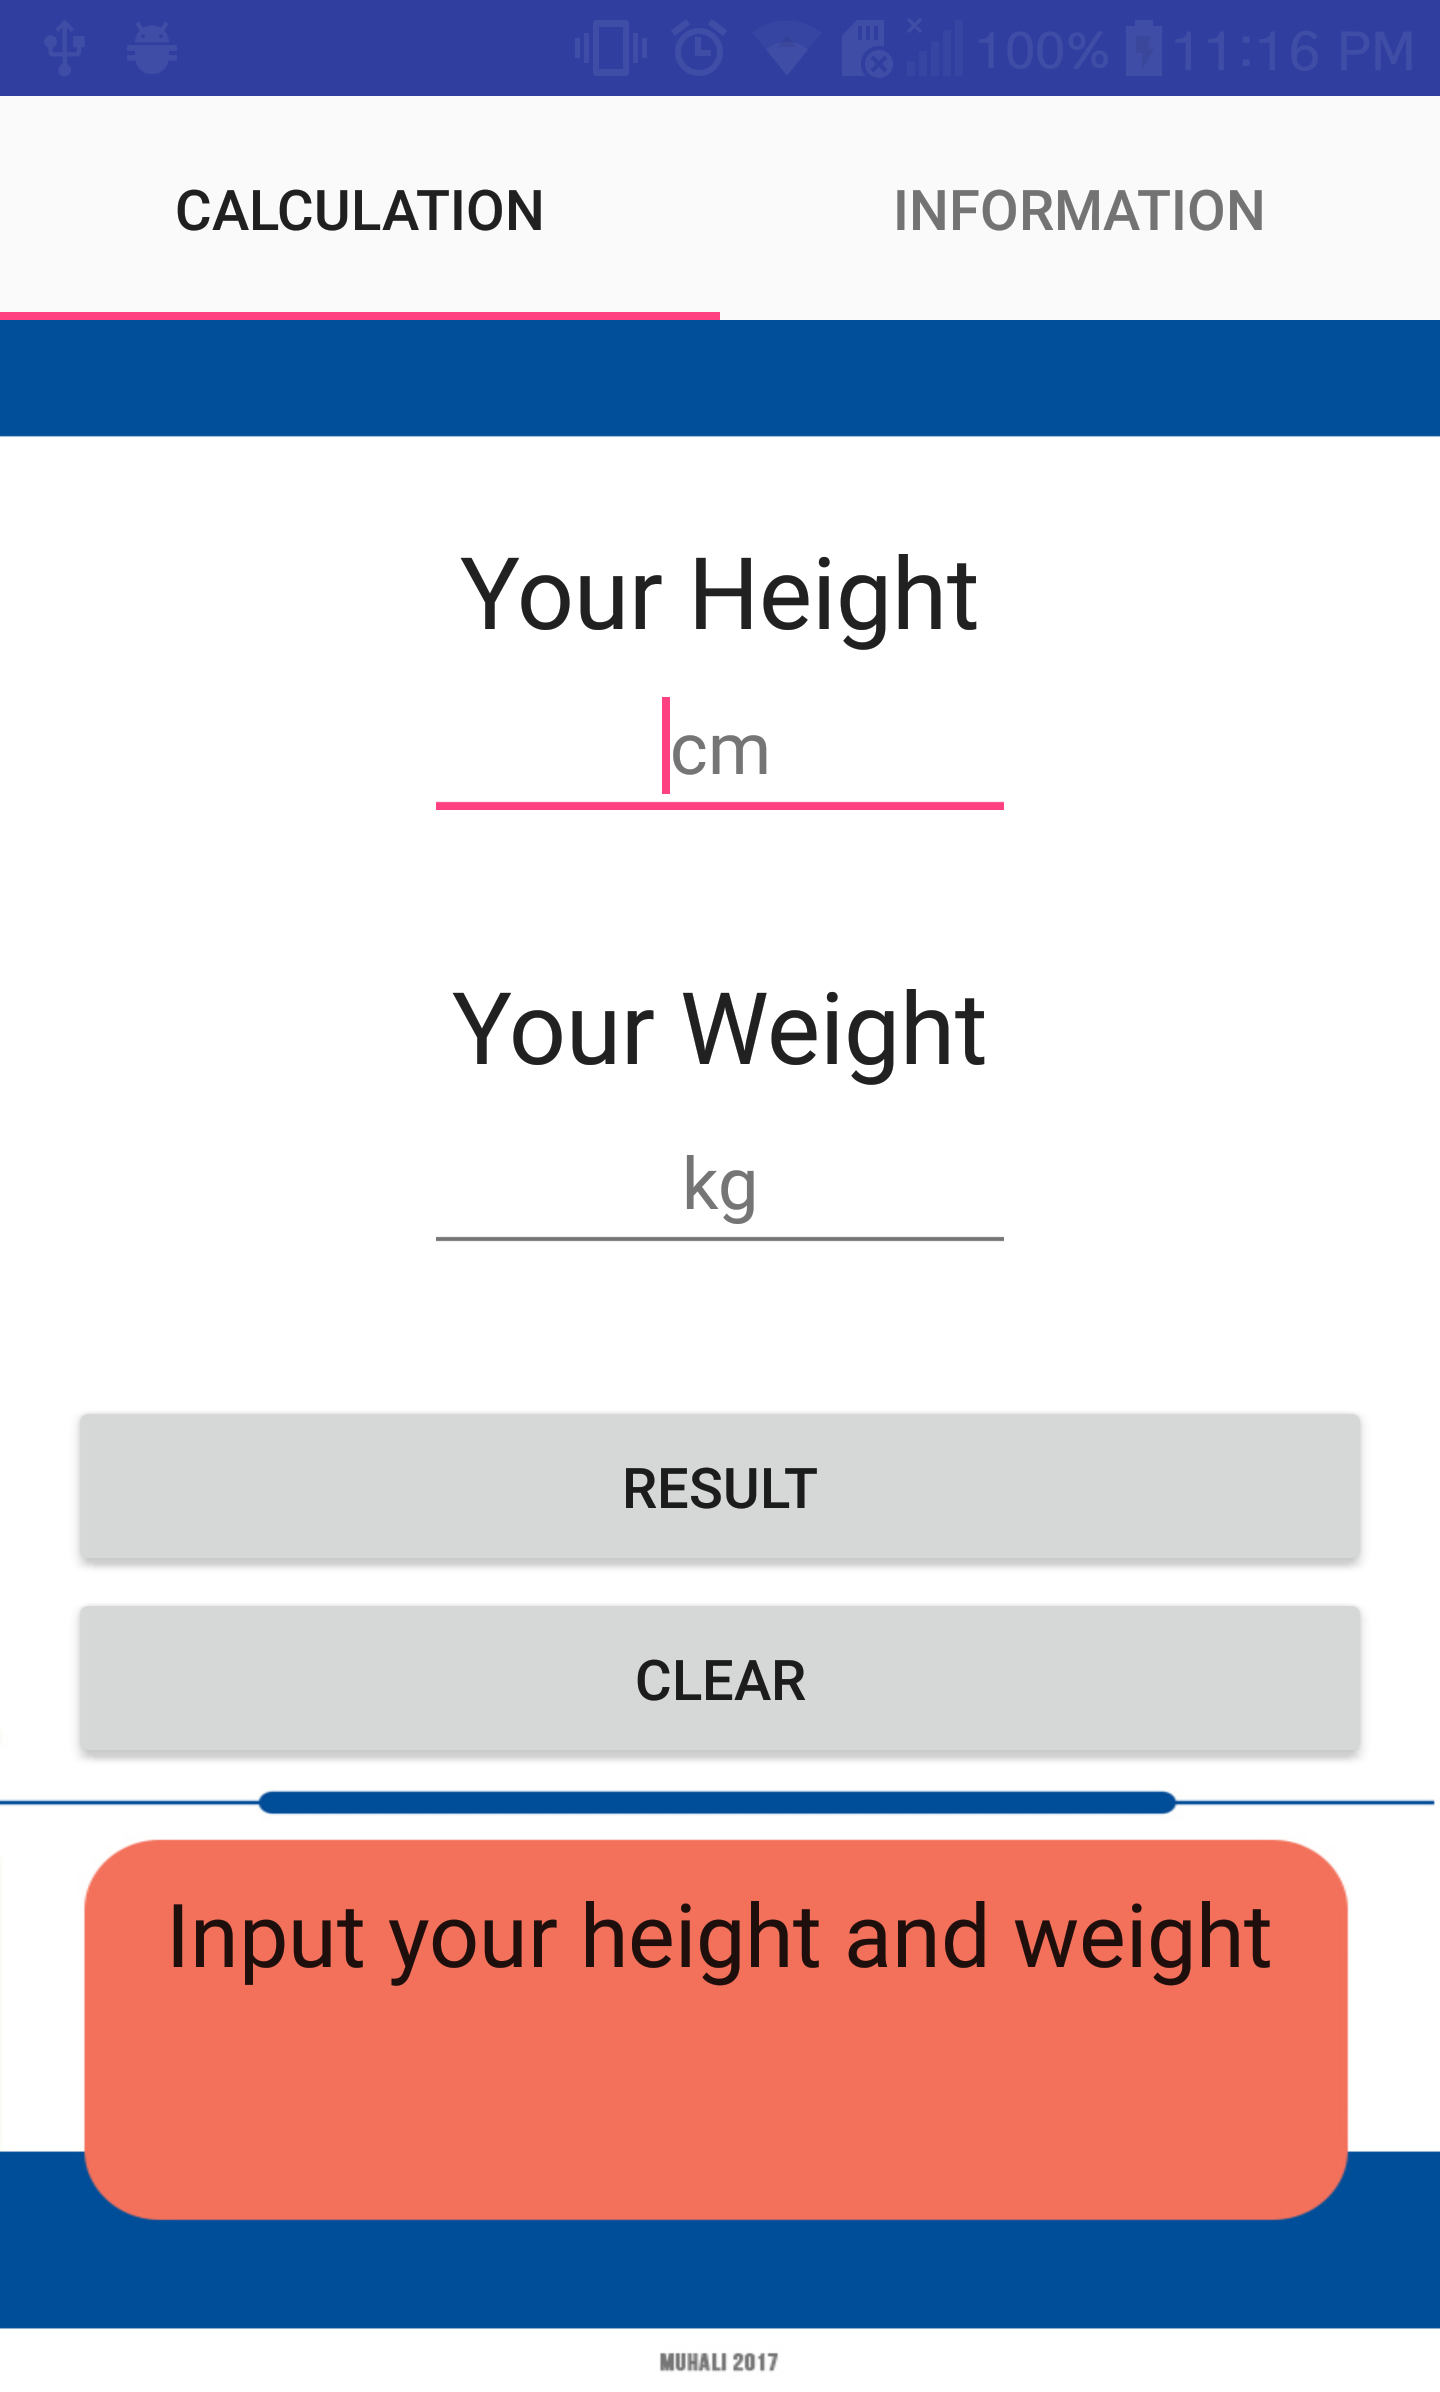 100% 11:16 PM
CALCULATION INFORMATION
Your Height
cm
Your Weight
kg
RESULT
CLEAR
Input your height and weight
MUHALI 2017